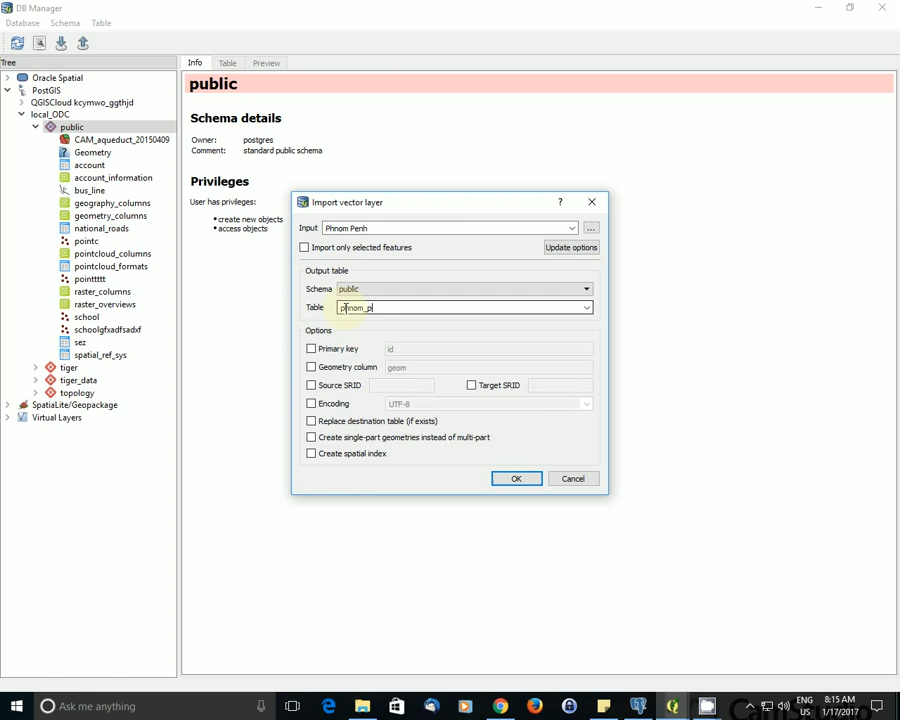 DB Manager
Database Schema Table
Tree
Info Table Preview
Oracle Spatial
PostGIS
QGISCloud kcymwo_ggthjd
local_ODC
public
CAM_aqueduct_20150409
Geometry
account
account_information
bus_line
geography_columns
geometry_columns
national_roads
pointc
pointcloud_columns
pointcloud_formats
pointtttt
raster_columns
raster_overviews
school
schoolgfxadfsadxf
sez
spatial_ref_sys
tiger
tiger_data
topology
SpatiaLite/Geopackage
Virtual Layers
public
Schema details
Owner: postgres
Comment: standard public schema
Privileges
User has privileges:
• create new objects
• access objects
Import vector layer ?
Input Phnom Penh ...
Import only selected features Update options
Output table
Schema public
Table phnom_p
Options
Primary key id
Geometry column geom
Source SRID Target SRID
Encoding UTF-8
Replace destination table (if exists)
Create single-part geometries instead of multi-part
Create spatial index
OK Cancel
Ask me anything
ENG
US
8:15 AM
1/17/2017